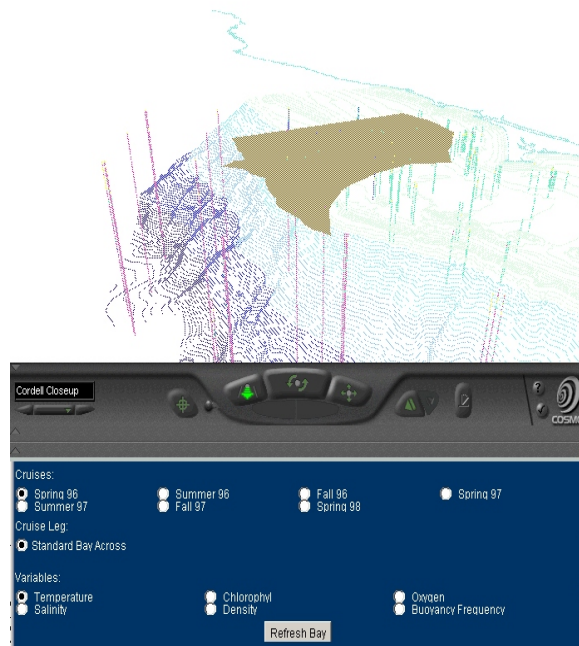 Cordell Closeup
?
COSMO
Cruises:
Spring 96 Summer 96 Fall 96 Spring 97
Summer 97 Fall 97 Spring 98
Cruise Leg:
Standard Bay Across
Variables:
Temperature Chlorophyl Oxygen
Salinity Density Buoyancy Frequency
Refresh Bay